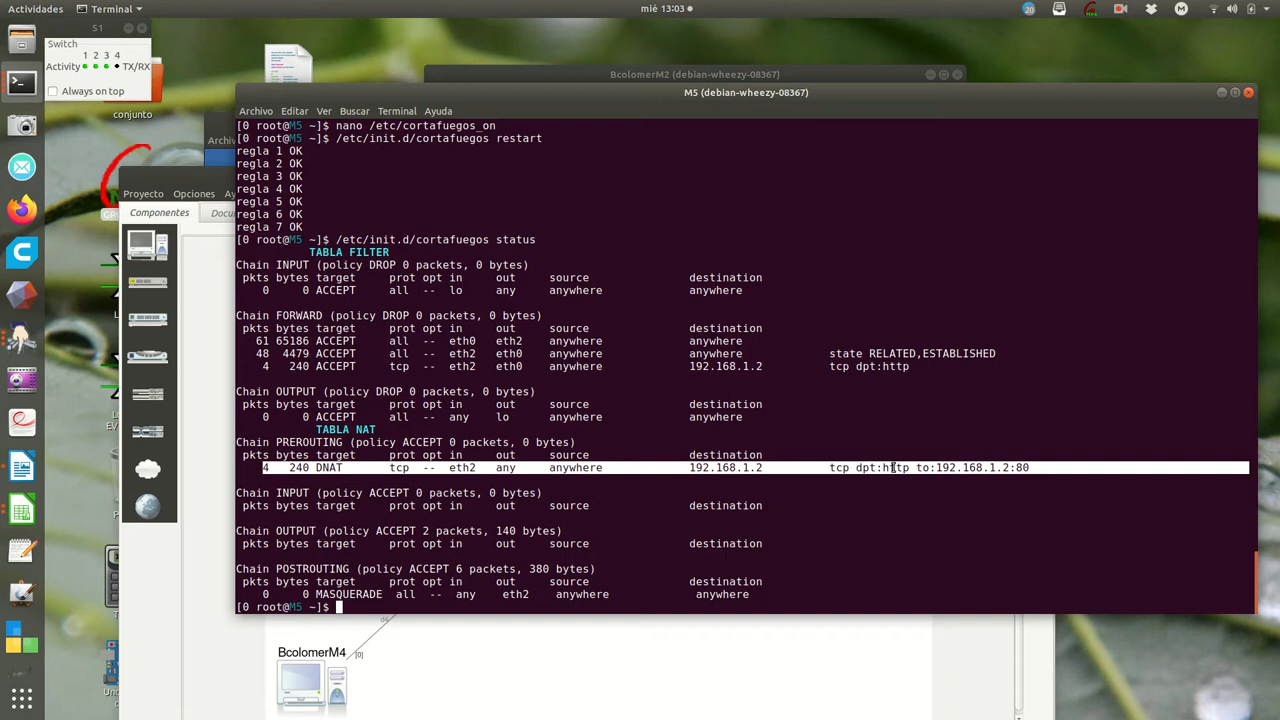 Actividades Terminal mié 13:03 20
S1
Switch
1 2 3 4
Activity TX/RX
Always on top
conjunto
BcolomerM2 (debian-wheezy-08367)
M5 (debian-wheezy-08367)
Archivo Editar Ver Buscar Terminal Ayuda
Archi
Proyecto Opciones Ay
Componentes Docu
[0 root@M5 ~]$ nano /etc/cortafuegos_on
[0 root@M5 ~]$ /etc/init.d/cortafuegos restart
regla 1 OK
regla 2 OK
regla 3 OK
regla 4 OK
regla 5 OK
regla 6 OK
regla 7 OK
[0 root@M5 ~]$ /etc/init.d/cortafuegos status
TABLA FILTER
Chain INPUT (policy DROP 0 packets, 0 bytes)
pkts bytes target prot opt in out source destination
0 0 ACCEPT all -- lo any anywhere anywhere
Chain FORWARD (policy DROP 0 packets, 0 bytes)
pkts bytes target prot opt in out source destination
61 65186 ACCEPT all -- eth0 eth2 anywhere anywhere
48 4479 ACCEPT all -- eth2 eth0 anywhere anywhere state RELATED,ESTABLISHED
4 240 ACCEPT tcp -- eth2 eth0 anywhere 192.168.1.2 tcp dpt:http
Chain OUTPUT (policy DROP 0 packets, 0 bytes)
pkts bytes target prot opt in out source destination
0 0 ACCEPT all -- any lo anywhere anywhere
TABLA NAT
Chain PREROUTING (policy ACCEPT 0 packets, 0 bytes)
pkts bytes target prot opt in out source destination
4 240 DNAT tcp -- eth2 any anywhere 192.168.1.2 tcp dpt:http to:192.168.1.2:80
Chain INPUT (policy ACCEPT 0 packets, 0 bytes)
pkts bytes target prot opt in out source destination
Chain OUTPUT (policy ACCEPT 2 packets, 140 bytes)
pkts bytes target prot opt in out source destination
Chain POSTROUTING (policy ACCEPT 6 packets, 380 bytes)
pkts bytes target prot opt in out source destination
0 0 MASQUERADE all -- any eth2 anywhere anywhere
[0 root@M5 ~]$
BcolomerM4
[0]